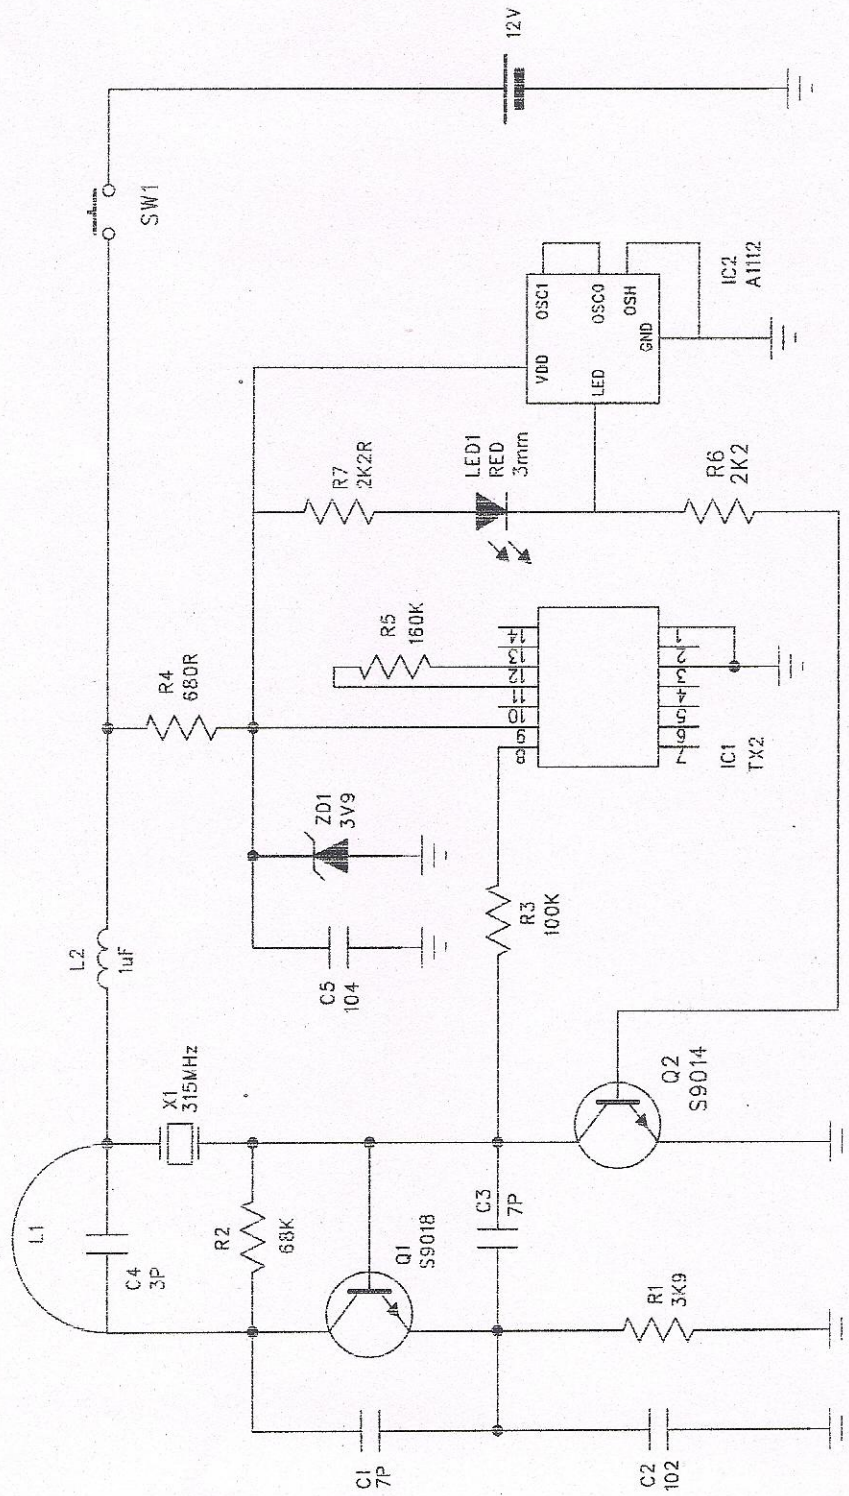 12V
SW1
OSC1
OSC0
OSH
VDD
LED
GND
IC2
A1112
R7
2K2R
LED1
RED
3mm
R6
2K2
R5
160K
R4
680R
14
13
12
11
10
9
8
1
2
3
4
5
6
7
IC1
TX2
ZD1
3V9
C5
104
R3
100K
L2
1uF
X1
315MHz
Q2
S9014
L1
C4
3P
R2
68K
Q1
S9018
C3
7P
R1
3K9
C1
7P
C2
102